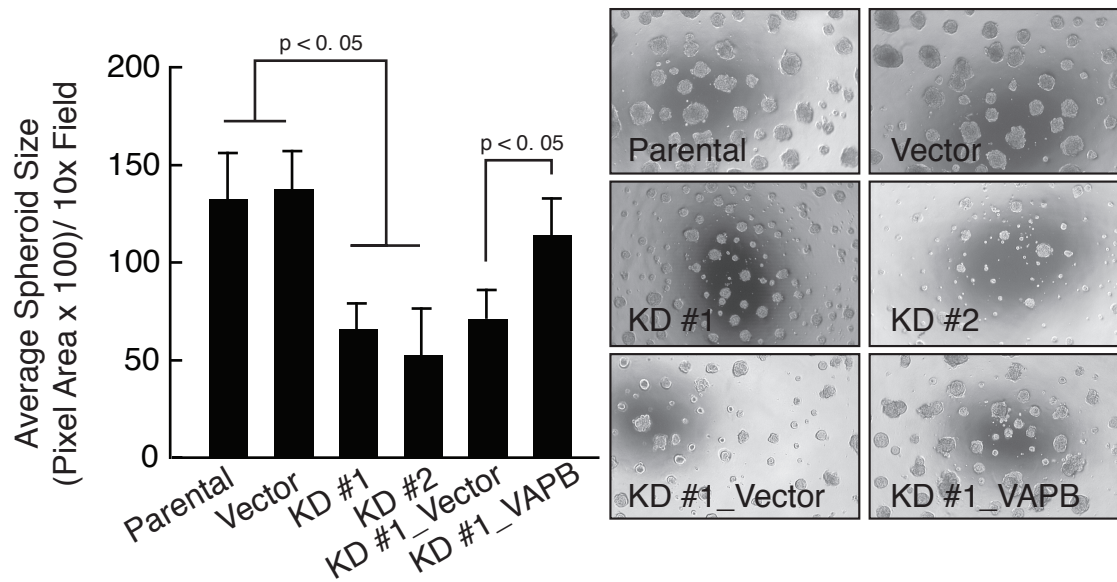 Average Spheroid Size
(Pixel Area x 100)/ 10x Field
200
150
100
50
0
p < 0. 05
p < 0. 05
Parental
Vector
KD #1
KD #2
KD #1_Vector
KD #1_VAPB
Parental
Vector
KD #1
KD #2
KD #1_Vector
KD #1_VAPB